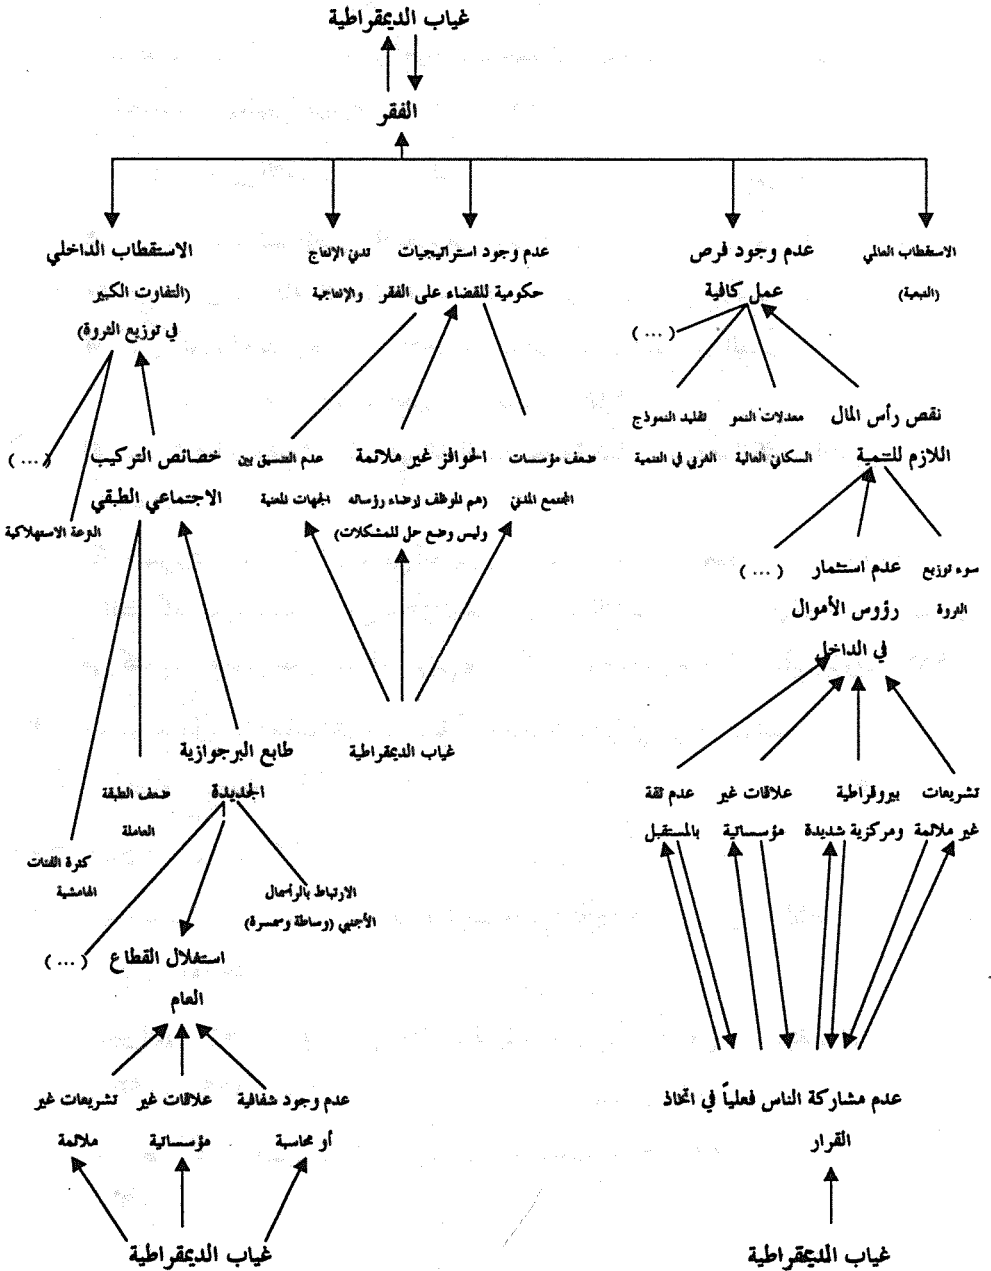 غياب الديمقراطية
الفقر
الاستقطاب العالمي
(التبعية)
عدم وجود فرص
عمل كافية
عدم وجود استراتيجيات
حكومية للقضاء على الفقر
تدني الإنتاج
والإنتاجية
الاستقطاب الداخلي
(التفاوت الكبير
في توزيع الثروة)
( ... )
نقص رأس المال
اللازم للتنمية
معدلات النمو
السكاني العالية
تقليد النموذج
الغربي في التنمية
ضعف مؤسسات
المجتمع المدني
الحوافز غير ملائمة
(هم الموظف إرضاء رؤسائه
وليس وضع حل للمشكلات)
عدم التنسيق بين
الجهات المعنية
خصائص التركيب
الاجتماعي الطبقي
( ... )
النزعة الاستهلاكية
سوء توزيع
الثروة
عدم استثمار
رؤوس الأموال
في الداخل
( ... )
غياب الديمقراطية
طابع البرجوازية
الجديدة
ضعف الطبقة
العاملة
كثرة الفئات
الهامشية
تشريعات
غير ملائمة
بيروقراطية
ومركزية شديدة
علاقات غير
مؤسساتية
عدم ثقة
بالمستقبل
الارتباط بالرأسمال
الأجنبي (وساطة وسمسرة)
استغلال القطاع
العام
( ... )
عدم وجود شفافية
أو محاسبة
علاقات غير
مؤسساتية
تشريعات غير
ملائمة
عدم مشاركة الناس فعلياً في اتخاذ
القرار
غياب الديمقراطية
غياب الديمقراطية